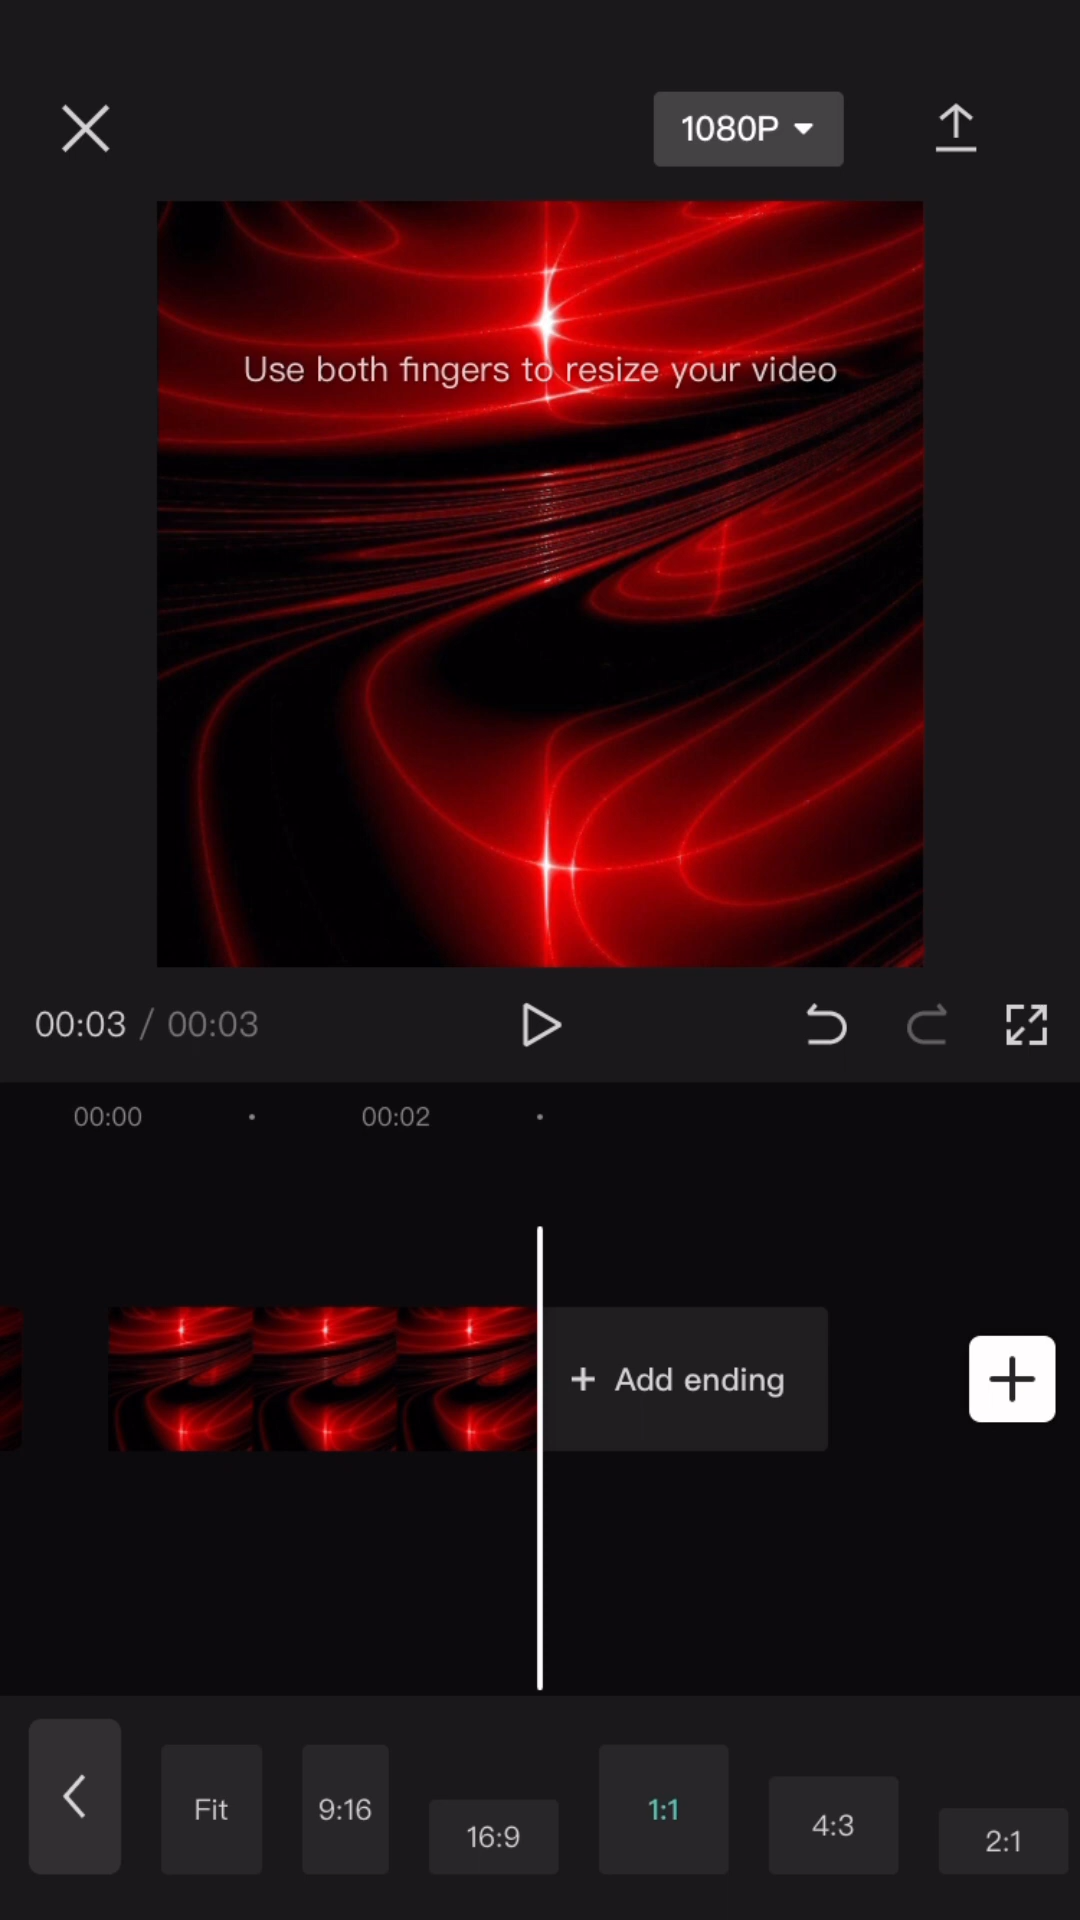 1080P
Use both fingers to resize your video
00:03 / 00:03
00:00 00:02
+ Add ending
Fit 9:16 16:9 1:1 4:3 2:1